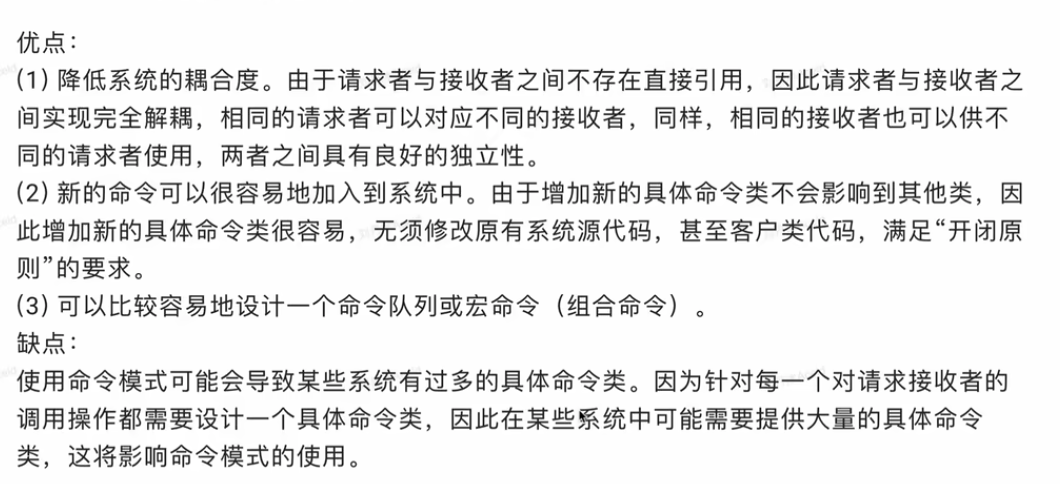 优点：
(1) 降低系统的耦合度。由于请求者与接收者之间不存在直接引用，因此请求者与接收者之
间实现完全解耦，相同的请求者可以对应不同的接收者，同样，相同的接收者也可以供不
同的请求者使用，两者之间具有良好的独立性。
(2) 新的命令可以很容易地加入到系统中。由于增加新的具体命令类不会影响到其他类，因
此增加新的具体命令类很容易，无须修改原有系统源代码，甚至客户类代码，满足“开闭原
则”的要求。
(3) 可以比较容易地设计一个命令队列或宏命令（组合命令）。
缺点：
使用命令模式可能会导致某些系统有过多的具体命令类。因为针对每一个对请求接收者的
调用操作都需要设计一个具体命令类，因此在某些系统中可能需要提供大量的具体命令
类，这将影响命令模式的使用。